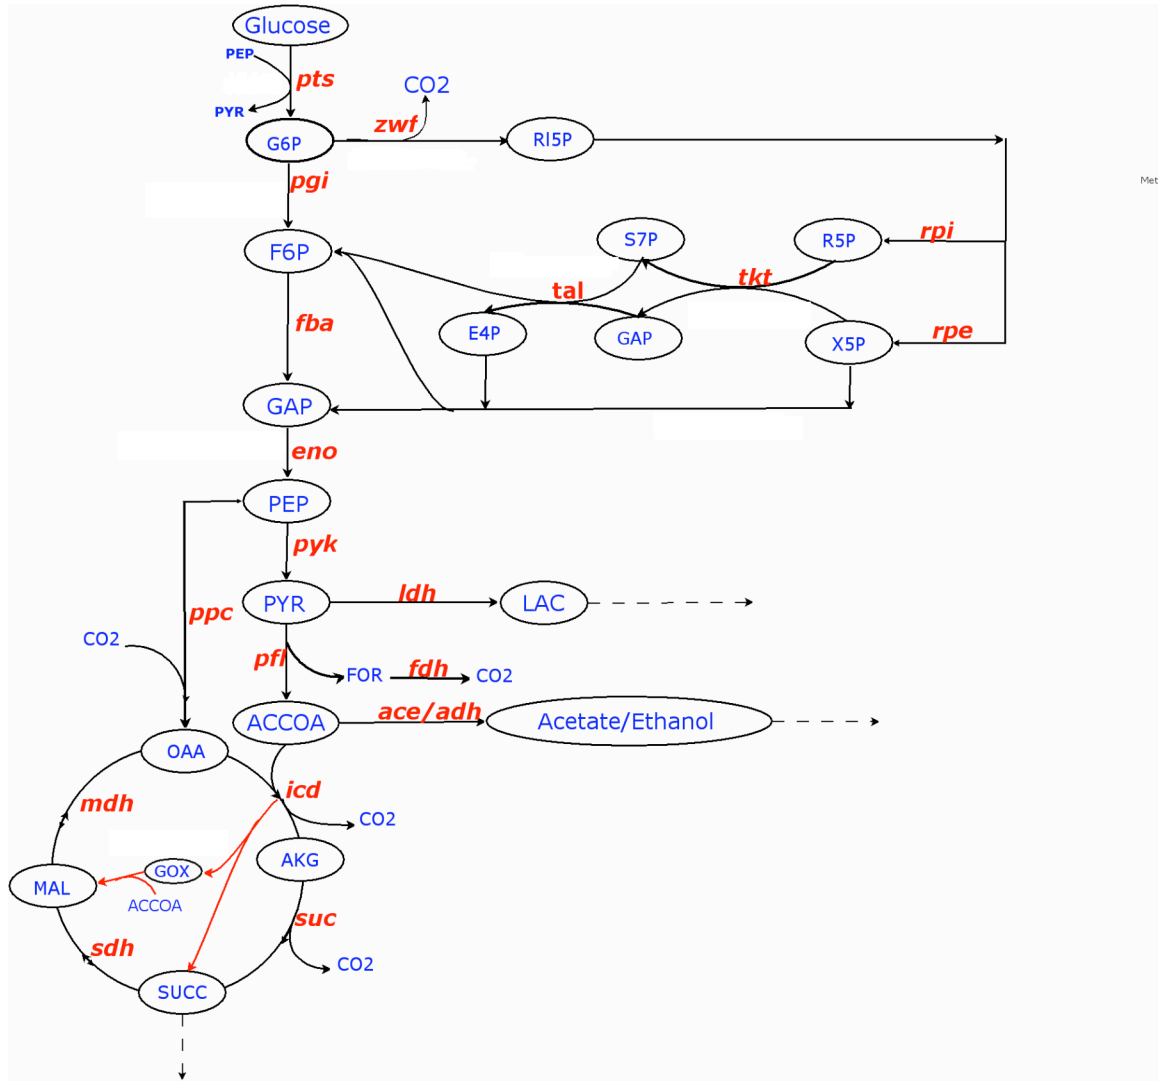 Glucose
PEP
pts
PYR
CO2
zwf
G6P
RI5P
pgi
Met
F6P
S7P
R5P
rpi
tkt
tal
fba
E4P
GAP
X5P
rpe
GAP
eno
PEP
pyk
PYR
ldh
LAC
ppc
CO2
pfl
FOR
fdh
CO2
ACCOA
ace/adh
Acetate/Ethanol
OAA
icd
mdh
CO2
AKG
GOX
MAL
ACCOA
suc
sdh
CO2
SUCC